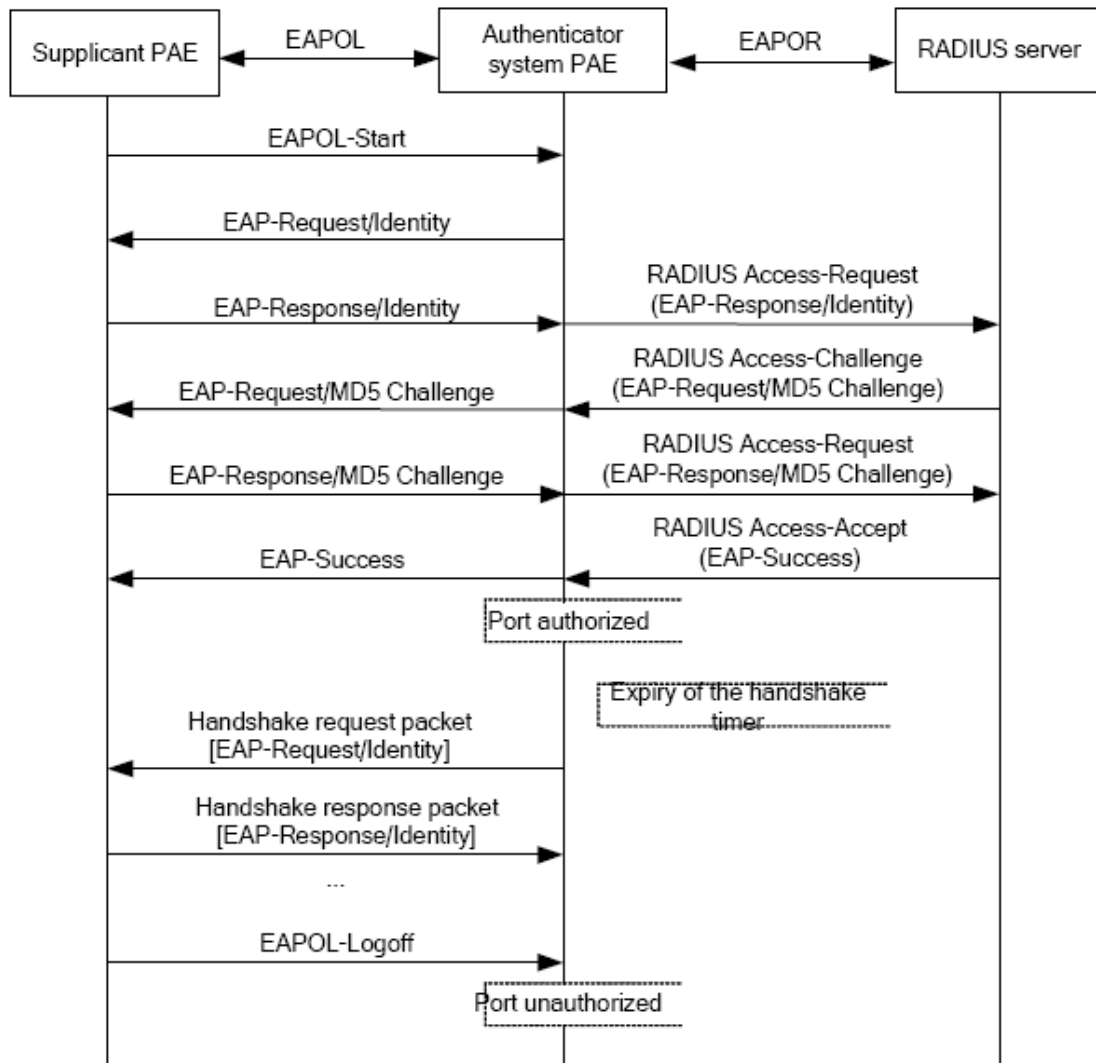 Supplicant PAE
EAPOL
Authenticator
system PAE
EAPOR
RADIUS server
EAPOL-Start
EAP-Request/Identity
EAP-Response/Identity
RADIUS Access-Request
(EAP-Response/Identity)
EAP-Request/MD5 Challenge
RADIUS Access-Challenge
(EAP-Request/MD5 Challenge)
EAP-Response/MD5 Challenge
RADIUS Access-Request
(EAP-Response/MD5 Challenge)
EAP-Success
RADIUS Access-Accept
(EAP-Success)
Port authorized
Expiry of the handshake
timer
Handshake request packet
[EAP-Request/Identity]
Handshake response packet
[EAP-Response/Identity]
...
EAPOL-Logoff
Port unauthorized